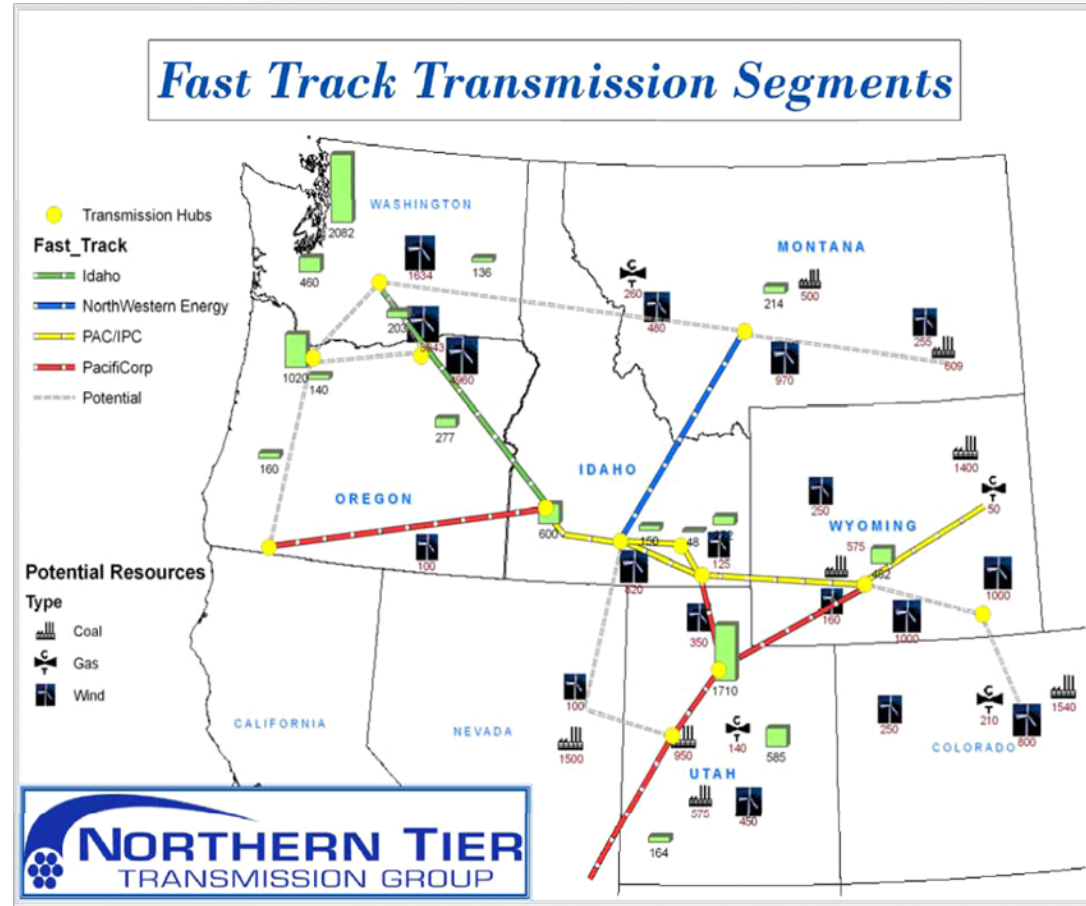 Fast Track Transmission Segments
Transmission Hubs
Fast_Track
Idaho
NorthWestern Energy
PAC/IPC
PacifiCorp
Potential
Potential Resources
Type
Coal
C
T
Gas
Wind
WASHINGTON
2082
460
1634
136
203
1020
140
4960
277
160
OREGON
100
600
MONTANA
C
T
260
480
214
500
255
609
970
IDAHO
150
48
125
820
WYOMING
250
1400
C
T
50
575
482
160
1000
1000
350
1710
CALIFORNIA
NEVADA
100
1500
950
C
T
140
585
UTAH
575
450
164
250
C
T
210
800
1540
COLORADO
NORTHERN TIER
TRANSMISSION GROUP